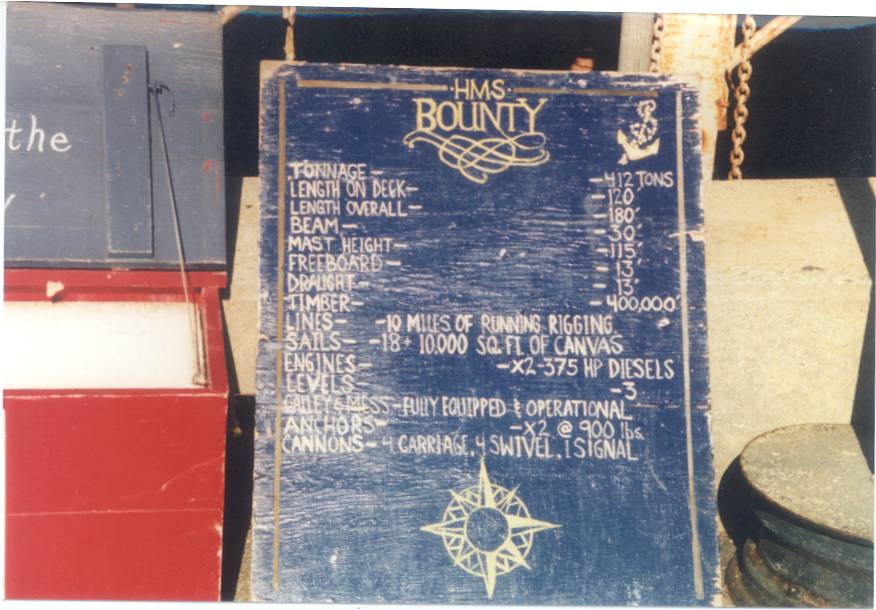 the
HMS
BOUNTY
TONNAGE – –412 TONS
LENGTH ON DECK– –120'
LENGTH OVERALL– –180'
BEAM – –30'
MAST HEIGHT– –115'
FREEBOARD– –13'
DRAUGHT– –13'
TIMBER– –400,000'
LINES– –10 MILES OF RUNNING RIGGING
SAILS– –18+ 10,000 SQ. FT. OF CANVAS
ENGINES– –X2-375 HP DIESELS
LEVELS– –3
GALLEY & MESS–FULLY EQUIPPED & OPERATIONAL
ANCHORS– –X2 @ 900 lbs.
CANNONS– 4 CARRIAGE, 4 SWIVEL, 1 SIGNAL